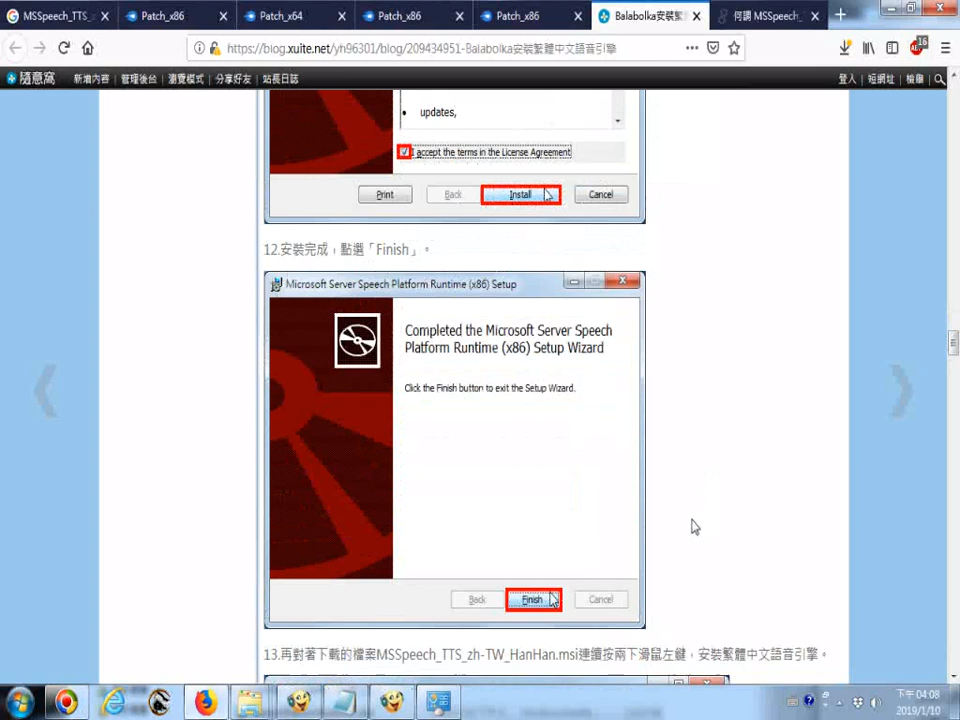 MSSpeech_TTS_z
Patch_x86
Patch_x64
Patch_x86
Patch_x86
Balabolka安裝繁
何謂 MSSpeech_
https://blog.xuite.net/yh96301/blog/209434951-Balabolka安裝繁體中文語音引擎
16
隨意窩 新增內容 管理後台 瀏覽模式 分享好友 站長日誌 登入 短網址 檢舉
• updates,
I accept the terms in the License Agreement
Print Back Install Cancel
12.安裝完成，點選「Finish」。
Microsoft Server Speech Platform Runtime (x86) Setup
Completed the Microsoft Server Speech
Platform Runtime (x86) Setup Wizard
Click the Finish button to exit the Setup Wizard.
Back Finish Cancel
13.再對著下載的檔案MSSpeech_TTS_zh-TW_HanHan.msi連續按兩下滑鼠左鍵，安裝繁體中文語音引擎。
下午 04:08
2019/1/10